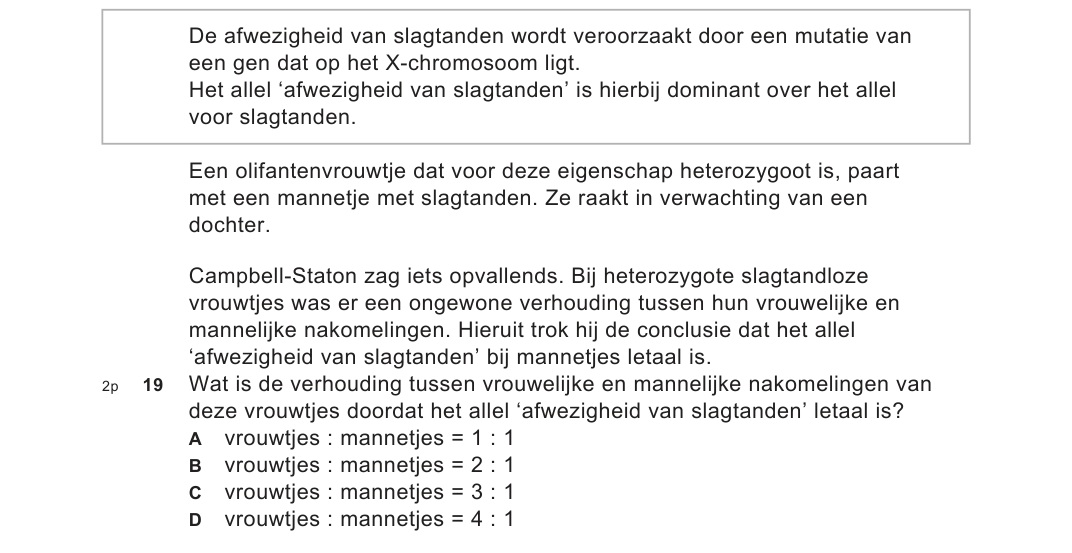 De afwezigheid van slagtanden wordt veroorzaakt door een mutatie van
een gen dat op het X-chromosoom ligt.
Het allel ‘afwezigheid van slagtanden’ is hierbij dominant over het allel
voor slagtanden.
Een olifantenvrouwtje dat voor deze eigenschap heterozygoot is, paart
met een mannetje met slagtanden. Ze raakt in verwachting van een
dochter.
Campbell-Staton zag iets opvallends. Bij heterozygote slagtandloze
vrouwtjes was er een ongewone verhouding tussen hun vrouwelijke en
mannelijke nakomelingen. Hieruit trok hij de conclusie dat het allel
‘afwezigheid van slagtanden’ bij mannetjes letaal is.
2p 19 Wat is de verhouding tussen vrouwelijke en mannelijke nakomelingen van
deze vrouwtjes doordat het allel ‘afwezigheid van slagtanden’ letaal is?
A vrouwtjes : mannetjes = 1 : 1
B vrouwtjes : mannetjes = 2 : 1
C vrouwtjes : mannetjes = 3 : 1
D vrouwtjes : mannetjes = 4 : 1